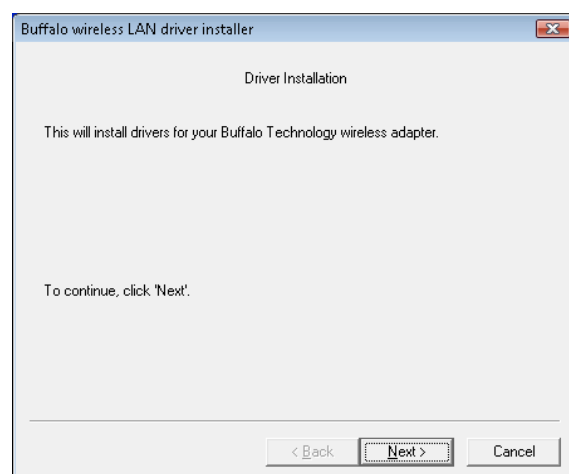 Buffalo wireless LAN driver installer
Driver Installation
This will install drivers for your Buffalo Technology wireless adapter.
To continue, click 'Next'.
< Back Next > Cancel